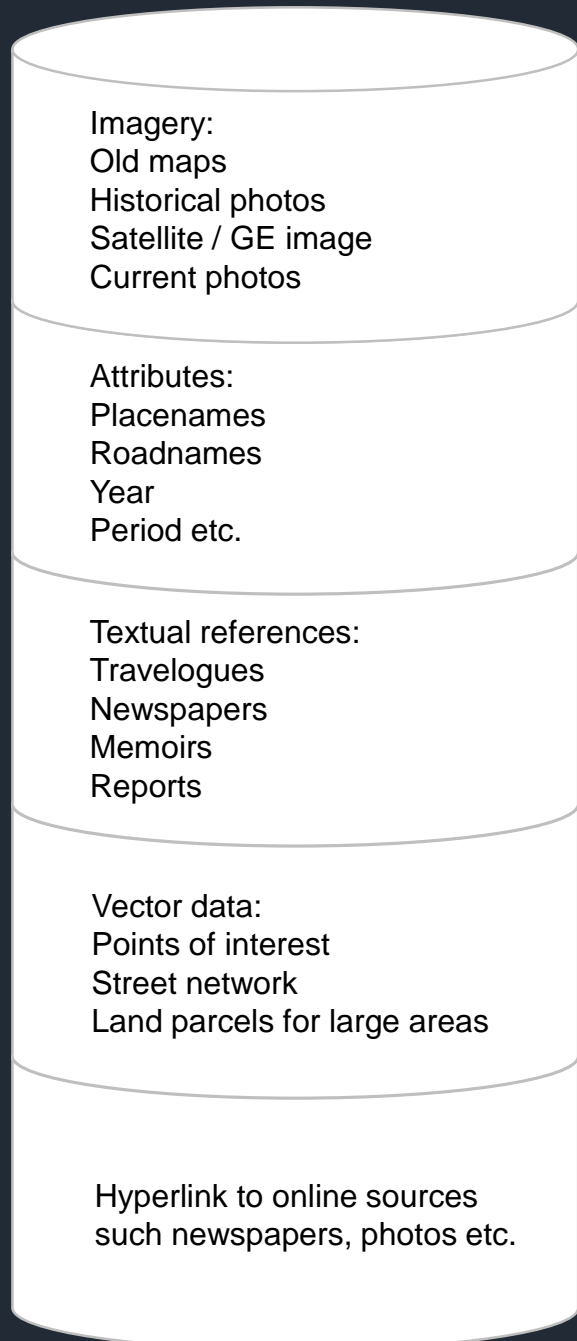 Imagery:
Old maps
Historical photos
Satellite / GE image
Current photos
Attributes:
Placenames
Roadnames
Year
Period etc.
Textual references:
Travelogues
Newspapers
Memoirs
Reports
Vector data:
Points of interest
Street network
Land parcels for large areas
Hyperlink to online sources
such newspapers, photos etc.